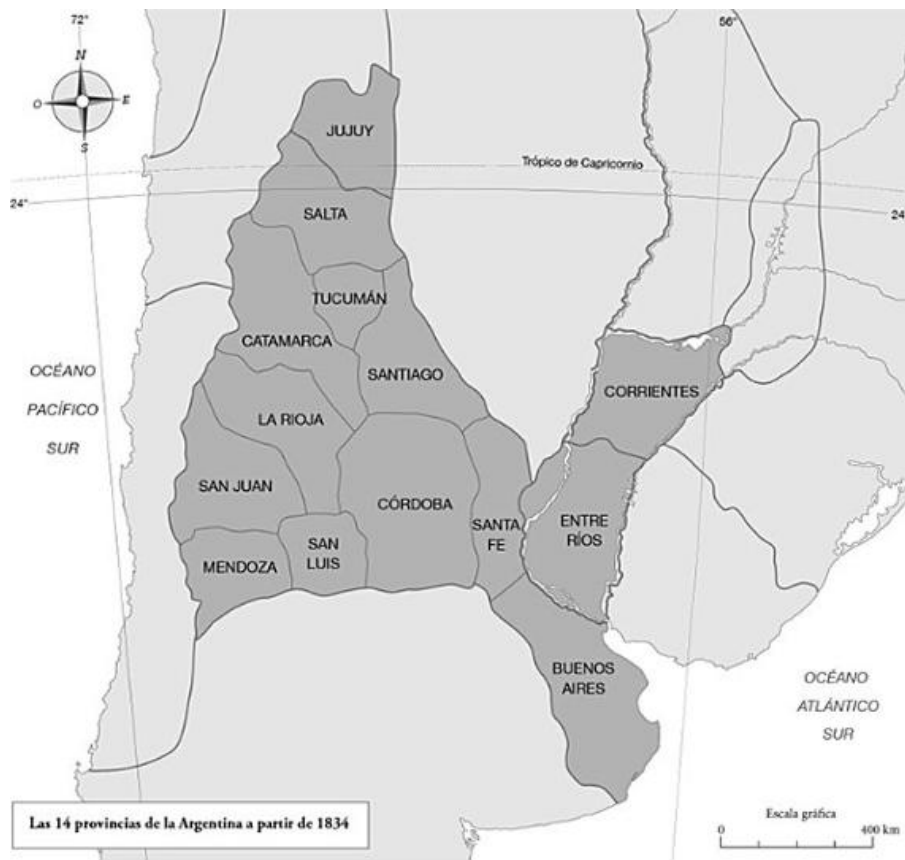 72°
56°
N
O
E
S
JUJUY
Trópico de Capricornio
24°
24°
SALTA
TUCUMÁN
CATAMARCA
SANTIAGO
OCÉANO
PACÍFICO
SUR
LA RIOJA
CORRIENTES
SAN JUAN
CÓRDOBA
SANTA
FE
ENTRE
RÍOS
MENDOZA
SAN
LUIS
BUENOS
AIRES
OCÉANO
ATLÁNTICO
SUR
Las 14 provincias de la Argentina a partir de 1834
Escala gráfica
0
400 km